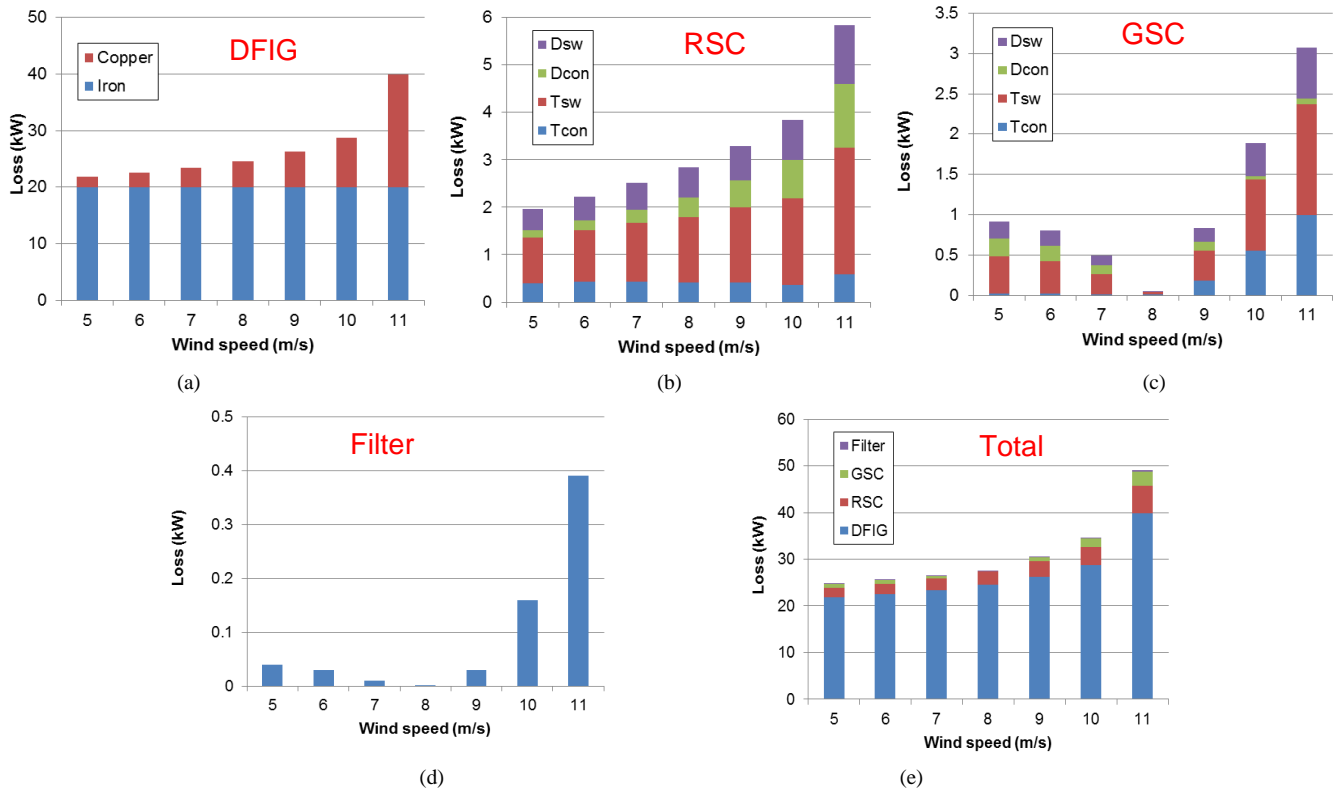 DFIG
Copper
Iron
Loss (kW)
50
40
30
20
10
0
5 6 7 8 9 10 11
Wind speed (m/s)
(a)
RSC
Dsw
Dcon
Tsw
Tcon
Loss (kW)
6
5
4
3
2
1
0
5 6 7 8 9 10 11
Wind speed (m/s)
(b)
GSC
Dsw
Dcon
Tsw
Tcon
Loss (kW)
3.5
3
2.5
2
1.5
1
0.5
0
5 6 7 8 9 10 11
Wind speed (m/s)
(c)
Filter
Loss (kW)
0.5
0.4
0.3
0.2
0.1
0
5 6 7 8 9 10 11
Wind speed (m/s)
(d)
Total
Filter
GSC
RSC
DFIG
Loss (kW)
60
50
40
30
20
10
0
5 6 7 8 9 10 11
Wind speed (m/s)
(e)